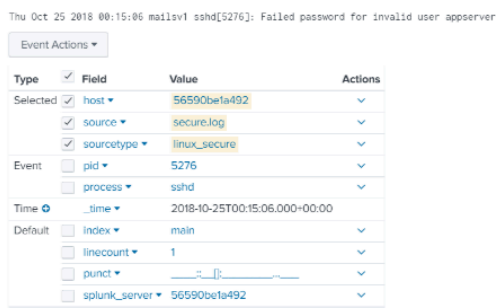 Thu Oct 25 2018 00:15:06 mailsv1 sshd[5276]: Failed password for invalid user appserver
Event Actions
Type Field Value Actions
Selected host 56590be1a492
source secure.log
sourcetype linux_secure
Event pid 5276
process sshd
Time _time 2018-10-25T00:15:06.000+00:00
Default index main
linecount 1
punct
splunk_server 56590be1a492